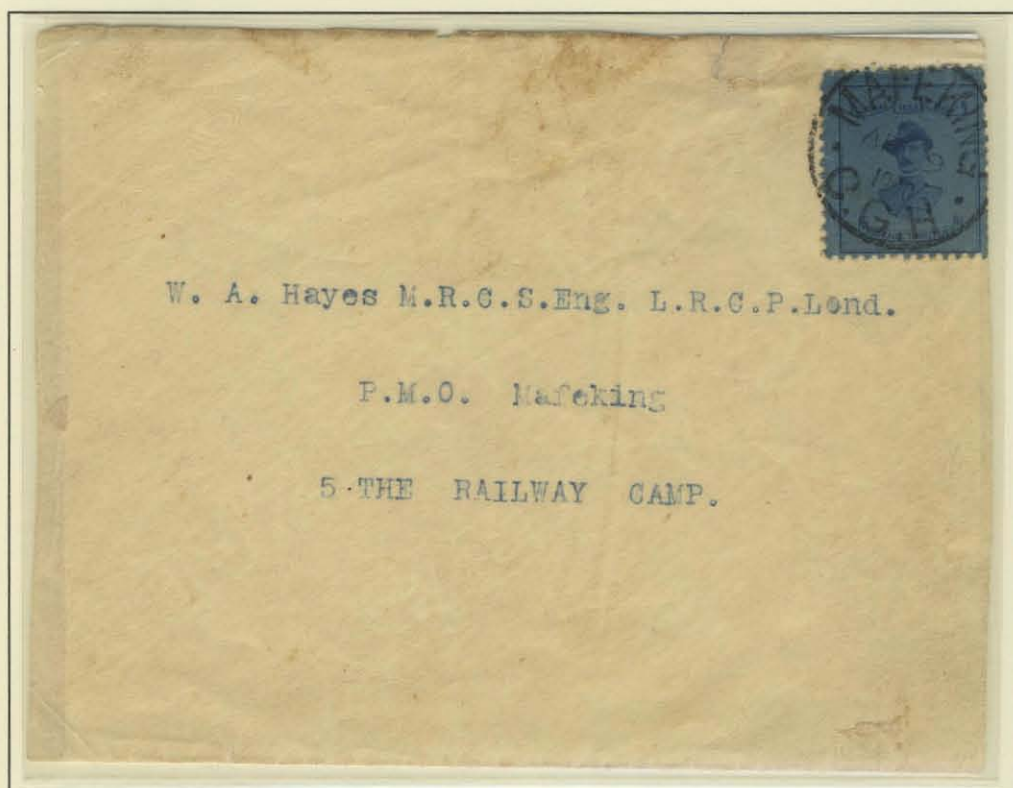 MAFEKING
C.G.H.
W. A. Hayes M.R.C.S.Eng. L.R.C.P.Lond.
P.M.O. Mafeking
5 THE RAILWAY CAMP.